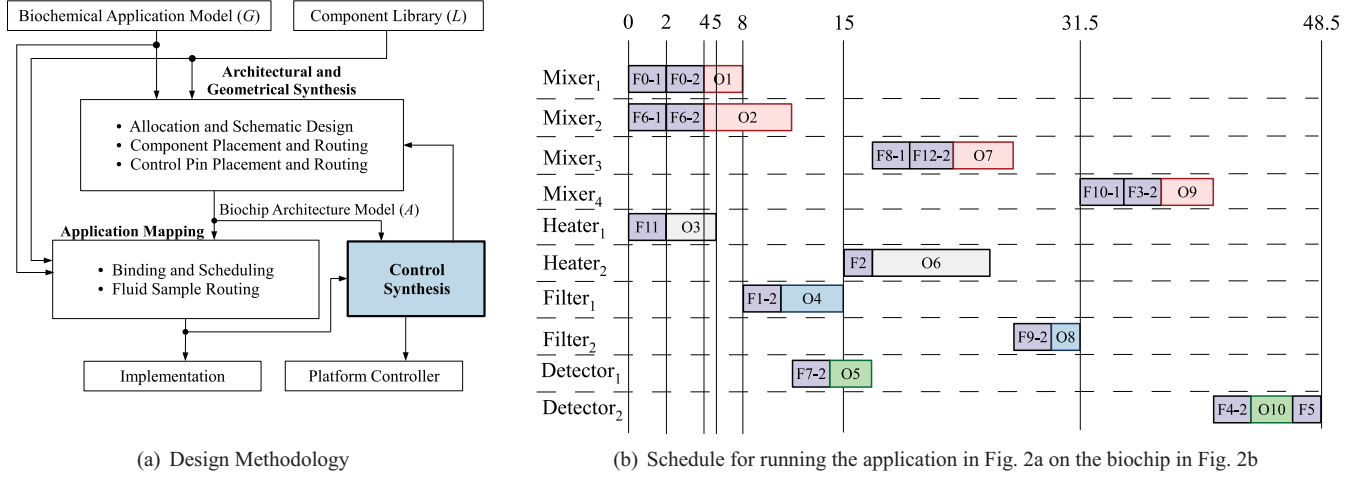 Biochemical Application Model (G)
Component Library (L)
Architectural and
Geometrical Synthesis
• Allocation and Schematic Design
• Component Placement and Routing
• Control Pin Placement and Routing
Biochip Architecture Model (A)
Application Mapping
• Binding and Scheduling
• Fluid Sample Routing
Control
Synthesis
Implementation
Platform Controller
(a) Design Methodology
0 2 4 5 8 15 31.5 48.5
Mixer1 F0-1 F0-2 O1
Mixer2 F6-1 F6-2 O2
Mixer3 F8-1 F12-2 O7
Mixer4 F10-1 F3-2 O9
Heater1 F11 O3
Heater2 F2 O6
Filter1 F1-2 O4
Filter2 F9-2 O8
Detector1 F7-2 O5
Detector2 F4-2 O10 F5
(b) Schedule for running the application in Fig. 2a on the biochip in Fig. 2b